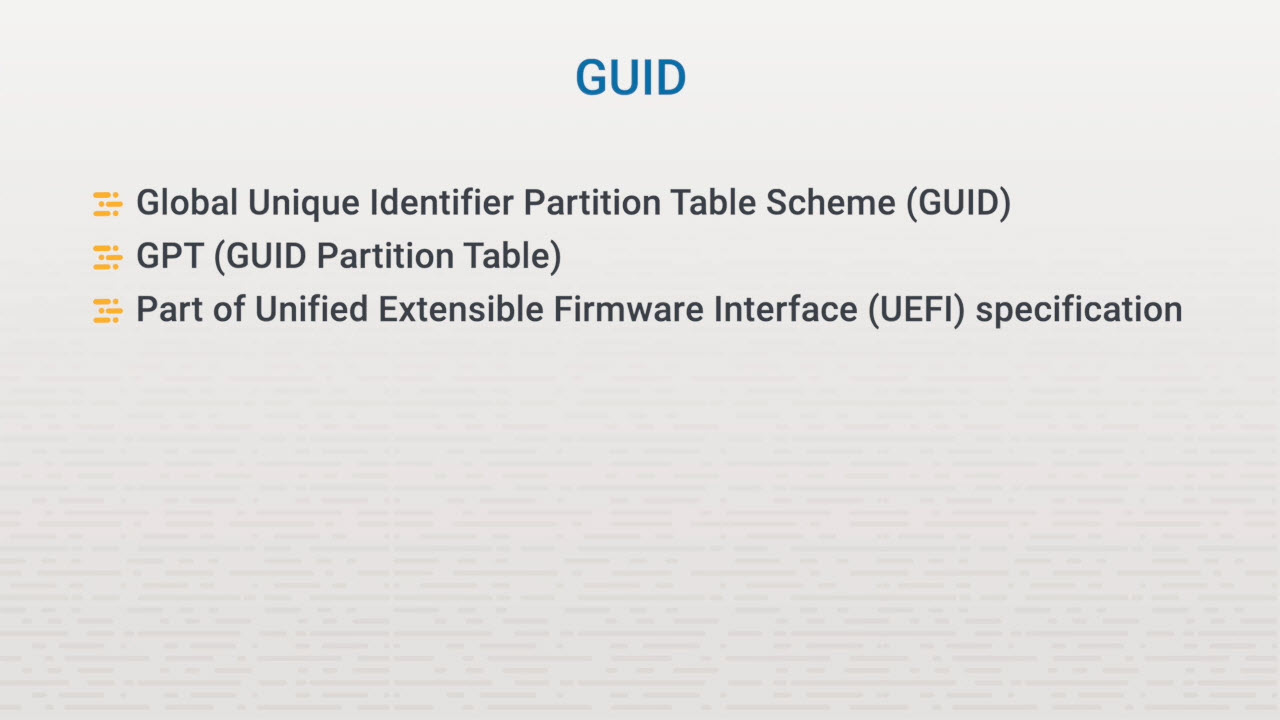 GUID
Global Unique Identifier Partition Table Scheme (GUID)
GPT (GUID Partition Table)
Part of Unified Extensible Firmware Interface (UEFI) specification